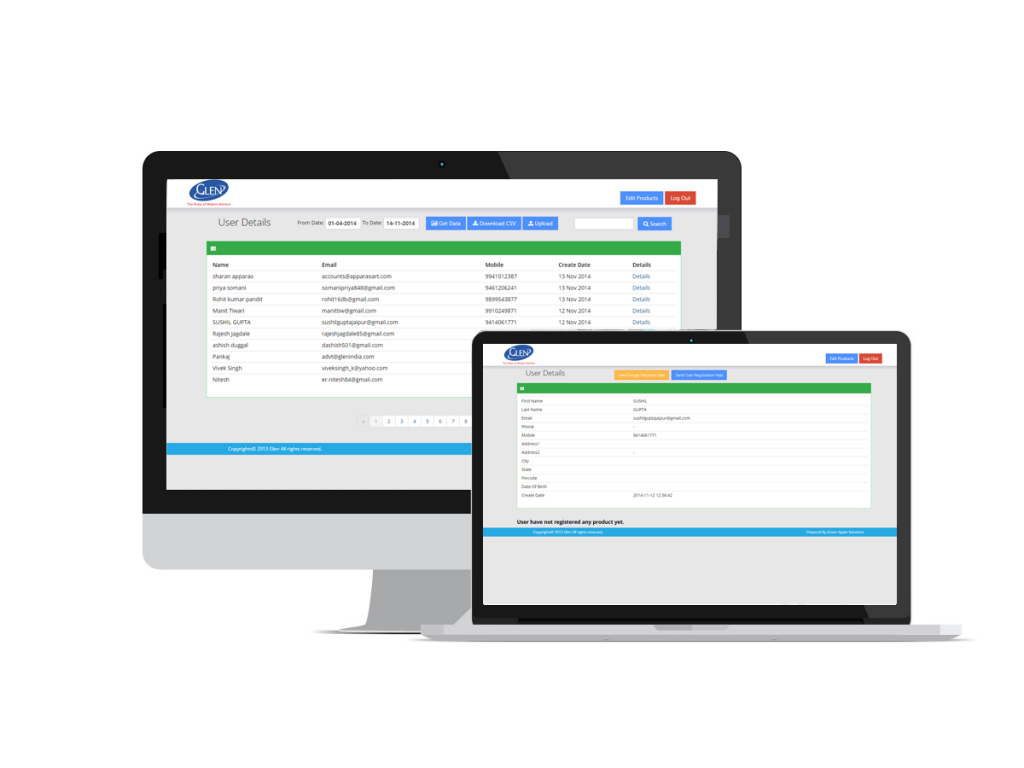 GLEN
The Roma of Modern Kitchen
Edit Products Log Out
User Details From Date: 01-04-2014 To Date: 14-11-2014 Get Data Download CSV Upload Search
Name Email Mobile Create Date Details
sharan apparao accounts@apparaoart.com 9941012387 13 Nov 2014 Details
priya somani somanipriya848@gmail.com 9461206241 13 Nov 2014 Details
Rohit kumar pandit rohit16db@gmail.com 9899543877 13 Nov 2014 Details
Manit Tiwari manitbw@gmail.com 9910249871 12 Nov 2014 Details
SUSHIL GUPTA sushilguptajaipur@gmail.com 9414061771 12 Nov 2014 Details
Rajesh Jagdale rajeshjagdale85@gmail.com
ashish duggal dashish501@gmail.com
Pankaj advt@glenindia.com
Vivek Singh viveksingh_k@yahoo.com
Nitesh er.nitesh84@gmail.com
« 1 2 3 4 5 6 7 8
Copyrights© 2013 Glen All rights reserved.
GLEN
Edit Products Log Out
User Details Send Forgot Password Mail Send User Registration Mail
First Name SUSHIL
Last Name GUPTA
Email sushilguptajaipur@gmail.com
Phone -
Mobile 9414061771
Address1
Address2 -
City
State
Pincode
Date Of Birth
Create Date 2014-11-12 12:36:42
User have not registered any product yet.
Copyrights© 2013 Glen All rights reserved. Powered By Green Apple Solutions